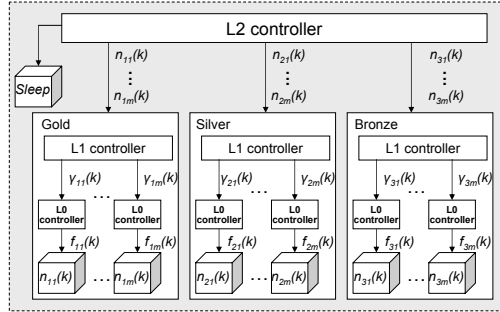 L2 controller
Sleep
n11(k)
⋮
n1m(k)
n21(k)
⋮
n2m(k)
n31(k)
⋮
n3m(k)
Gold
L1 controller
γ11(k)
γ1m(k)
...
L0 controller
L0 controller
f11(k)
f1m(k)
n11(k)
...
n1m(k)
Silver
L1 controller
γ21(k)
γ2m(k)
...
L0 controller
L0 controller
f21(k)
f2m(k)
n21(k)
...
n2m(k)
Bronze
L1 controller
γ31(k)
γ3m(k)
...
L0 controller
L0 controller
f31(k)
f3m(k)
n31(k)
...
n3m(k)